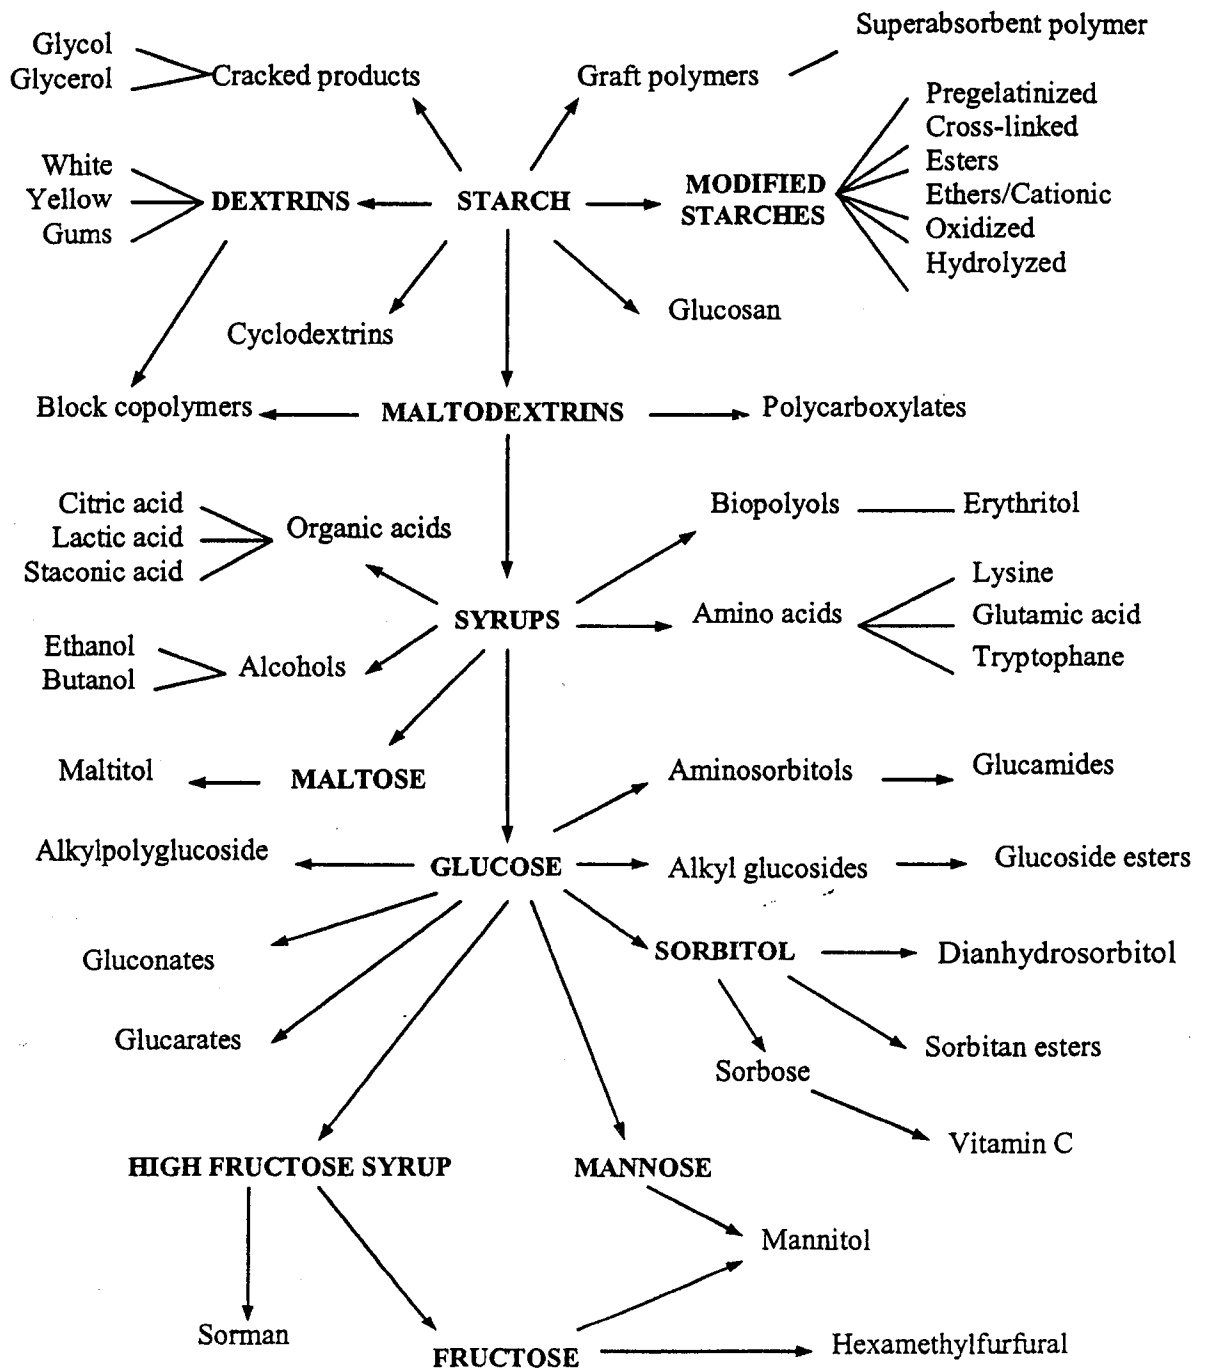 Superabsorbent polymer
Glycol
Glycerol
Cracked products
Graft polymers
Pregelatinized
Cross-linked
Esters
Ethers/Cationic
Oxidized
Hydrolyzed
White
Yellow
Gums
DEXTRINS
STARCH
MODIFIED
STARCHES
Cyclodextrins
Glucosan
Block copolymers
MALTODEXTRINS
Polycarboxylates
Citric acid
Lactic acid
Staconic acid
Organic acids
Biopolyols
Erythritol
SYRUPS
Amino acids
Lysine
Glutamic acid
Tryptophane
Ethanol
Butanol
Alcohols
Maltitol
MALTOSE
Aminosorbitols
Glucamides
Alkylpolyglucoside
GLUCOSE
Alkyl glucosides
Glucoside esters
Gluconates
SORBITOL
Dianhydrosorbitol
Glucarates
Sorbose
Sorbitan esters
Vitamin C
HIGH FRUCTOSE SYRUP
MANNOSE
Mannitol
Sorman
FRUCTOSE
Hexamethylfurfural